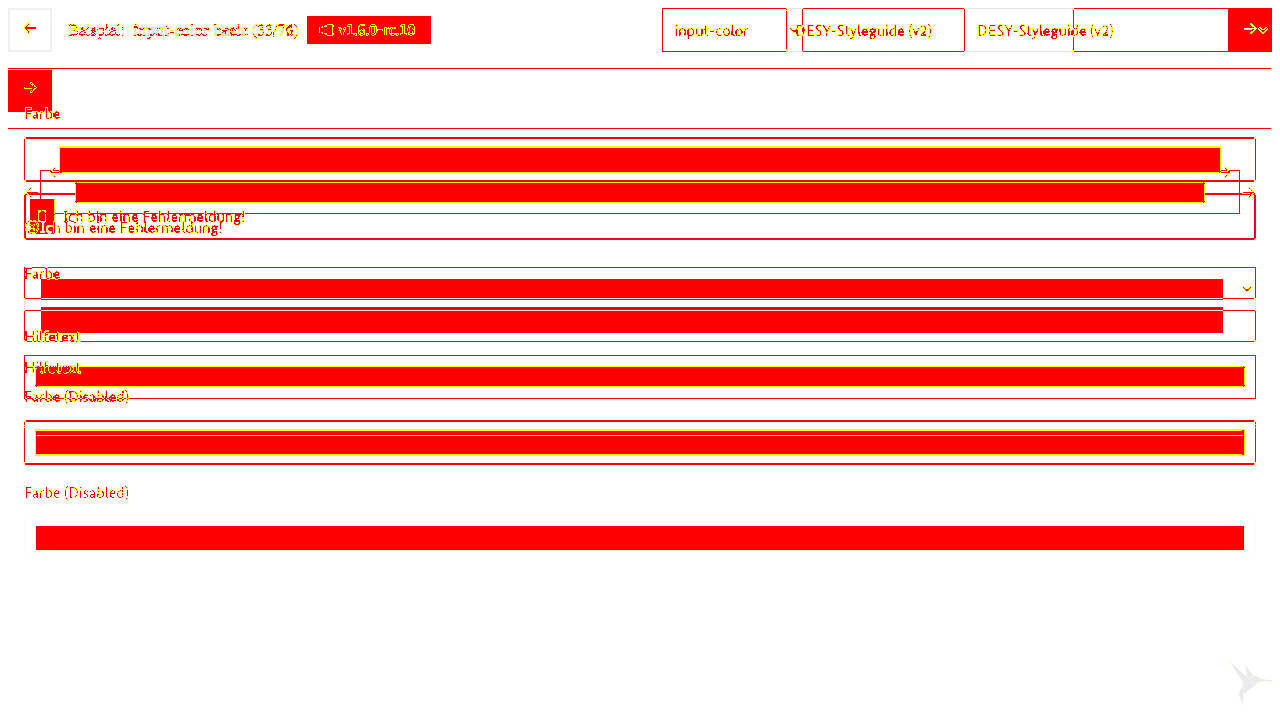 Beispiel: input-color basic (33/76) v1.6.0-rc.10 input-color DESY-Styleguide (v2) DESY-Styleguide (v2)
Farbe
Ich bin eine Fehlermeldung!
Ich bin eine Fehlermeldung!
Farbe
Hilfetext
Hilfetext
Farbe (Disabled)
Farbe (Disabled)